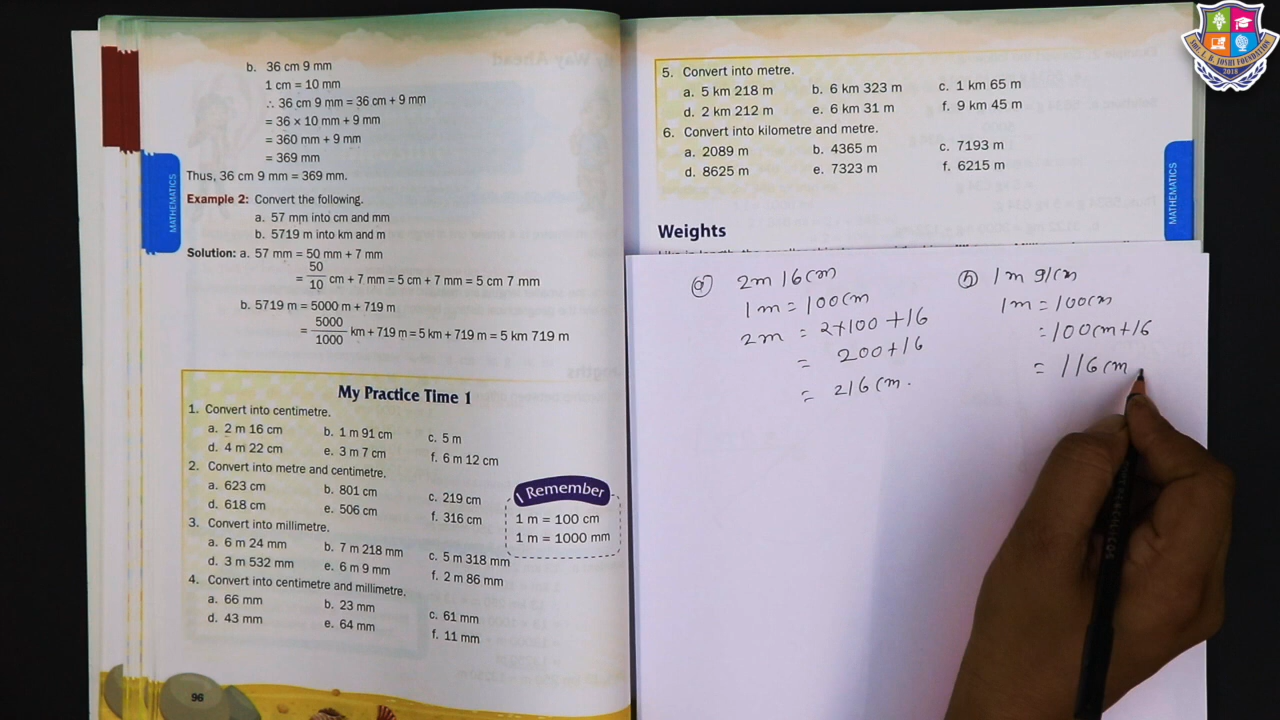 b. 36 cm 9 mm
1 cm = 10 mm
∴ 36 cm 9 mm = 36 cm + 9 mm
= 36 × 10 mm + 9 mm
= 360 mm + 9 mm
= 369 mm
Thus, 36 cm 9 mm = 369 mm.
Example 2: Convert the following.
a. 57 mm into cm and mm
b. 5719 m into km and m
Solution: a. 57 mm = 50 mm + 7 mm
= 50/10 cm + 7 mm = 5 cm + 7 mm = 5 cm 7 mm
b. 5719 m = 5000 m + 719 m
= 5000/1000 km + 719 m = 5 km + 719 m = 5 km 719 m
My Practice Time 1
1. Convert into centimetre.
a. 2 m 16 cm b. 1 m 91 cm c. 5 m
d. 4 m 22 cm e. 3 m 7 cm f. 6 m 12 cm
2. Convert into metre and centimetre.
a. 623 cm b. 801 cm c. 219 cm
d. 618 cm e. 506 cm f. 316 cm
3. Convert into millimetre.
a. 6 m 24 mm b. 7 m 218 mm c. 5 m 318 mm
d. 3 m 532 mm e. 6 m 9 mm f. 2 m 86 mm
4. Convert into centimetre and millimetre.
a. 66 mm b. 23 mm c. 61 mm
d. 43 mm e. 64 mm f. 11 mm
I Remember
1 m = 100 cm
1 m = 1000 mm
MATHEMATICS
96
5. Convert into metre.
a. 5 km 218 m b. 6 km 323 m c. 1 km 65 m
d. 2 km 212 m e. 6 km 31 m f. 9 km 45 m
6. Convert into kilometre and metre.
a. 2089 m b. 4365 m c. 7193 m
d. 8625 m e. 7323 m f. 6215 m
Weights
MATHEMATICS
a 2m 16cm
1m = 100cm
2m = 2×100 + 16
= 200 + 16
= 216 cm.
b 1m 91cm
1m = 100cm
= 100cm + 16
= 116 cm
JOSHI FOUNDATION
2018